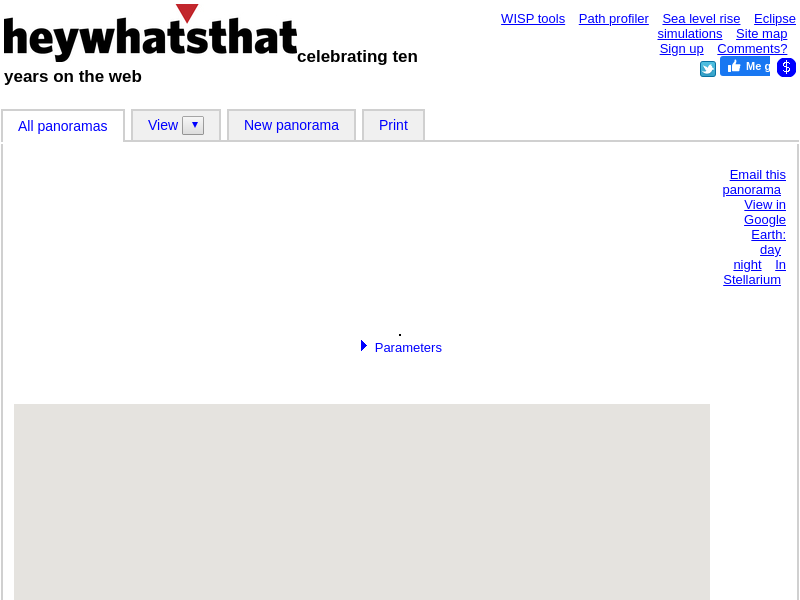 heywhatsthat celebrating ten
years on the web
WISP tools Path profiler Sea level rise Eclipse
simulations Site map
Sign up Comments?
Me g
$
All panoramas View ▼ New panorama Print
Email this
panorama
View in
Google
Earth:
day
night In
Stellarium
.
Parameters